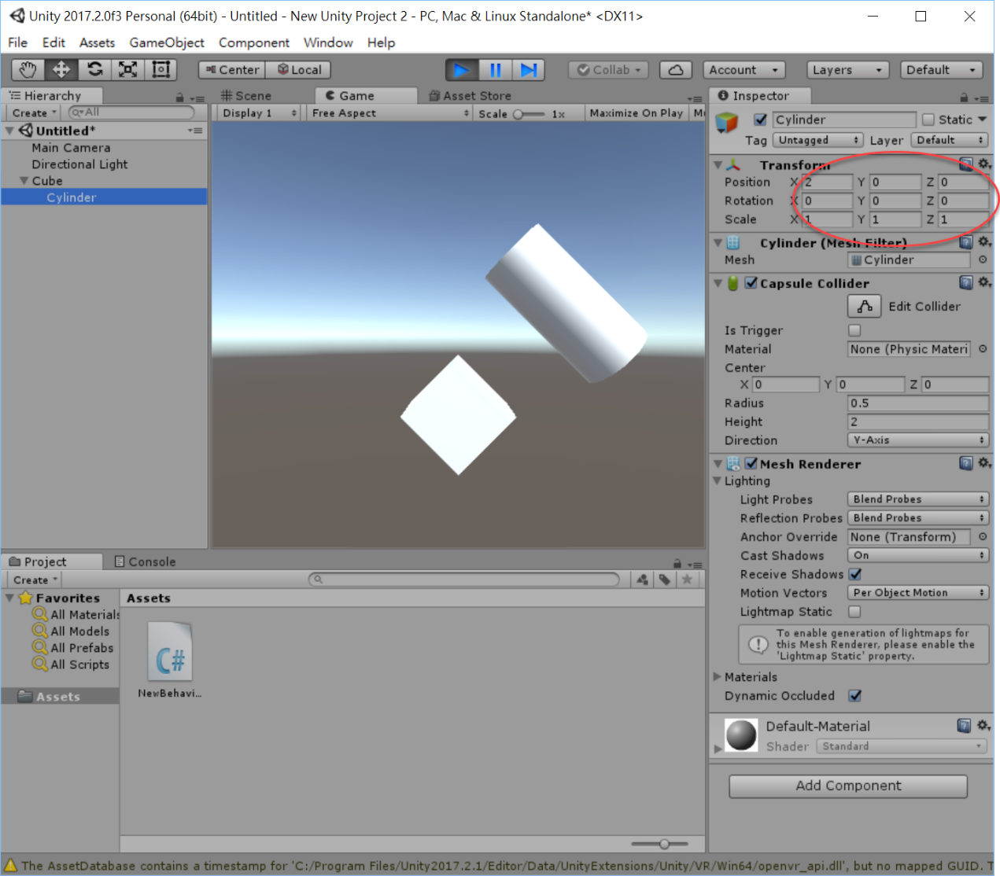 Unity 2017.2.0f3 Personal (64bit) - Untitled - New Unity Project 2 - PC, Mac & Linux Standalone* <DX11>
File Edit Assets GameObject Component Window Help
Center Local Collab Account Layers Default
Hierarchy
Create All
Untitled*
Main Camera
Directional Light
Cube
Cylinder
Scene Game Asset Store
Display 1 Free Aspect Scale 1x Maximize On Play Mu
Inspector
Cylinder Static
Tag Untagged Layer Default
Transform
Position X 2 Y 0 Z 0
Rotation X 0 Y 0 Z 0
Scale X 1 Y 1 Z 1
Cylinder (Mesh Filter)
Mesh Cylinder
Capsule Collider
Edit Collider
Is Trigger
Material None (Physic Materi
Center
X 0 Y 0 Z 0
Radius 0.5
Height 2
Direction Y-Axis
Mesh Renderer
Lighting
Light Probes Blend Probes
Reflection Probes Blend Probes
Anchor Override None (Transform)
Cast Shadows On
Receive Shadows
Motion Vectors Per Object Motion
Lightmap Static
To enable generation of lightmaps for
this Mesh Renderer, please enable the
'Lightmap Static' property.
Materials
Dynamic Occluded
Default-Material
Shader Standard
Add Component
Project Console
Create
Favorites
All Materials
All Models
All Prefabs
All Scripts
Assets
Assets
C#
NewBehavi...
The AssetDatabase contains a timestamp for 'C:/Program Files/Unity2017.2.1/Editor/Data/UnityExtensions/Unity/VR/Win64/openvr_api.dll', but no mapped GUID. T